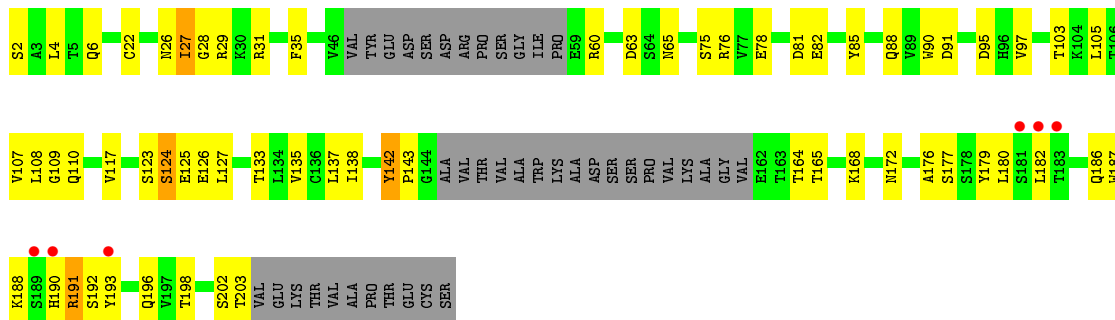 S2 A3 L4 T5 Q6 C22 N26 I27 G28 R29 K30 R31 F35 V46 VAL TYR GLU ASP SER ASP ARG PRO SER GLY ILE E59 R60 D63 S64 N65 S75 R76 V77 E78 D81 E82 Y85 Q88 V89 W90 D91 D95 H96 V97 T103 K104 L105 T106
V107 L108 G109 Q110 V117 S123 S124 E125 E126 L127 T133 L134 V135 C136 L137 I138 Y142 P143 G144 ALA VAL THR VAL ALA TRP LYS ALA ASP SER SER PRO VAL LYS ALA GLY VAL E162 T163 T164 T165 K168 N172 A176 S177 S178 Y179 L180 S181 L182 T183 Q186 W187
K188 S189 H190 R191 S192 Y193 Q196 V197 T198 S202 T203 VAL GLU LYS THR VAL ALA PRO THR GLU CYS SER